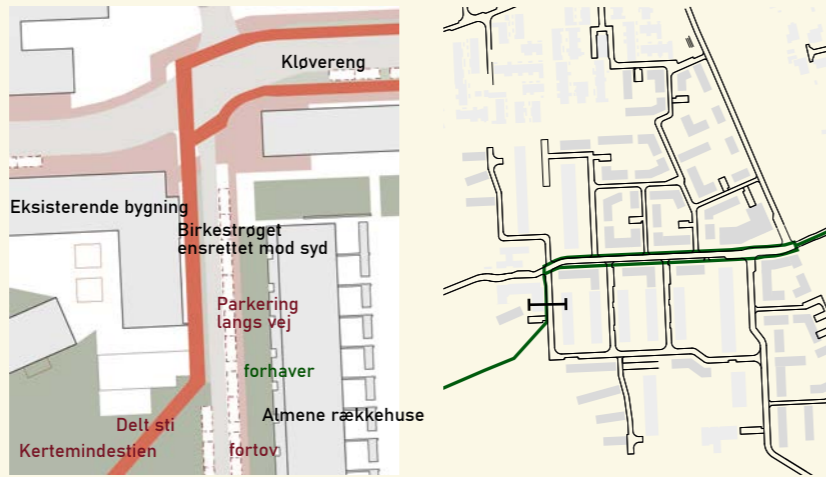 Kløvereng
Eksisterende bygning
Birkestrøget
ensrettet mod syd
Parkering
langs vej
forhaver
Almene rækkehuse
Delt sti
Kertemindestien
fortov